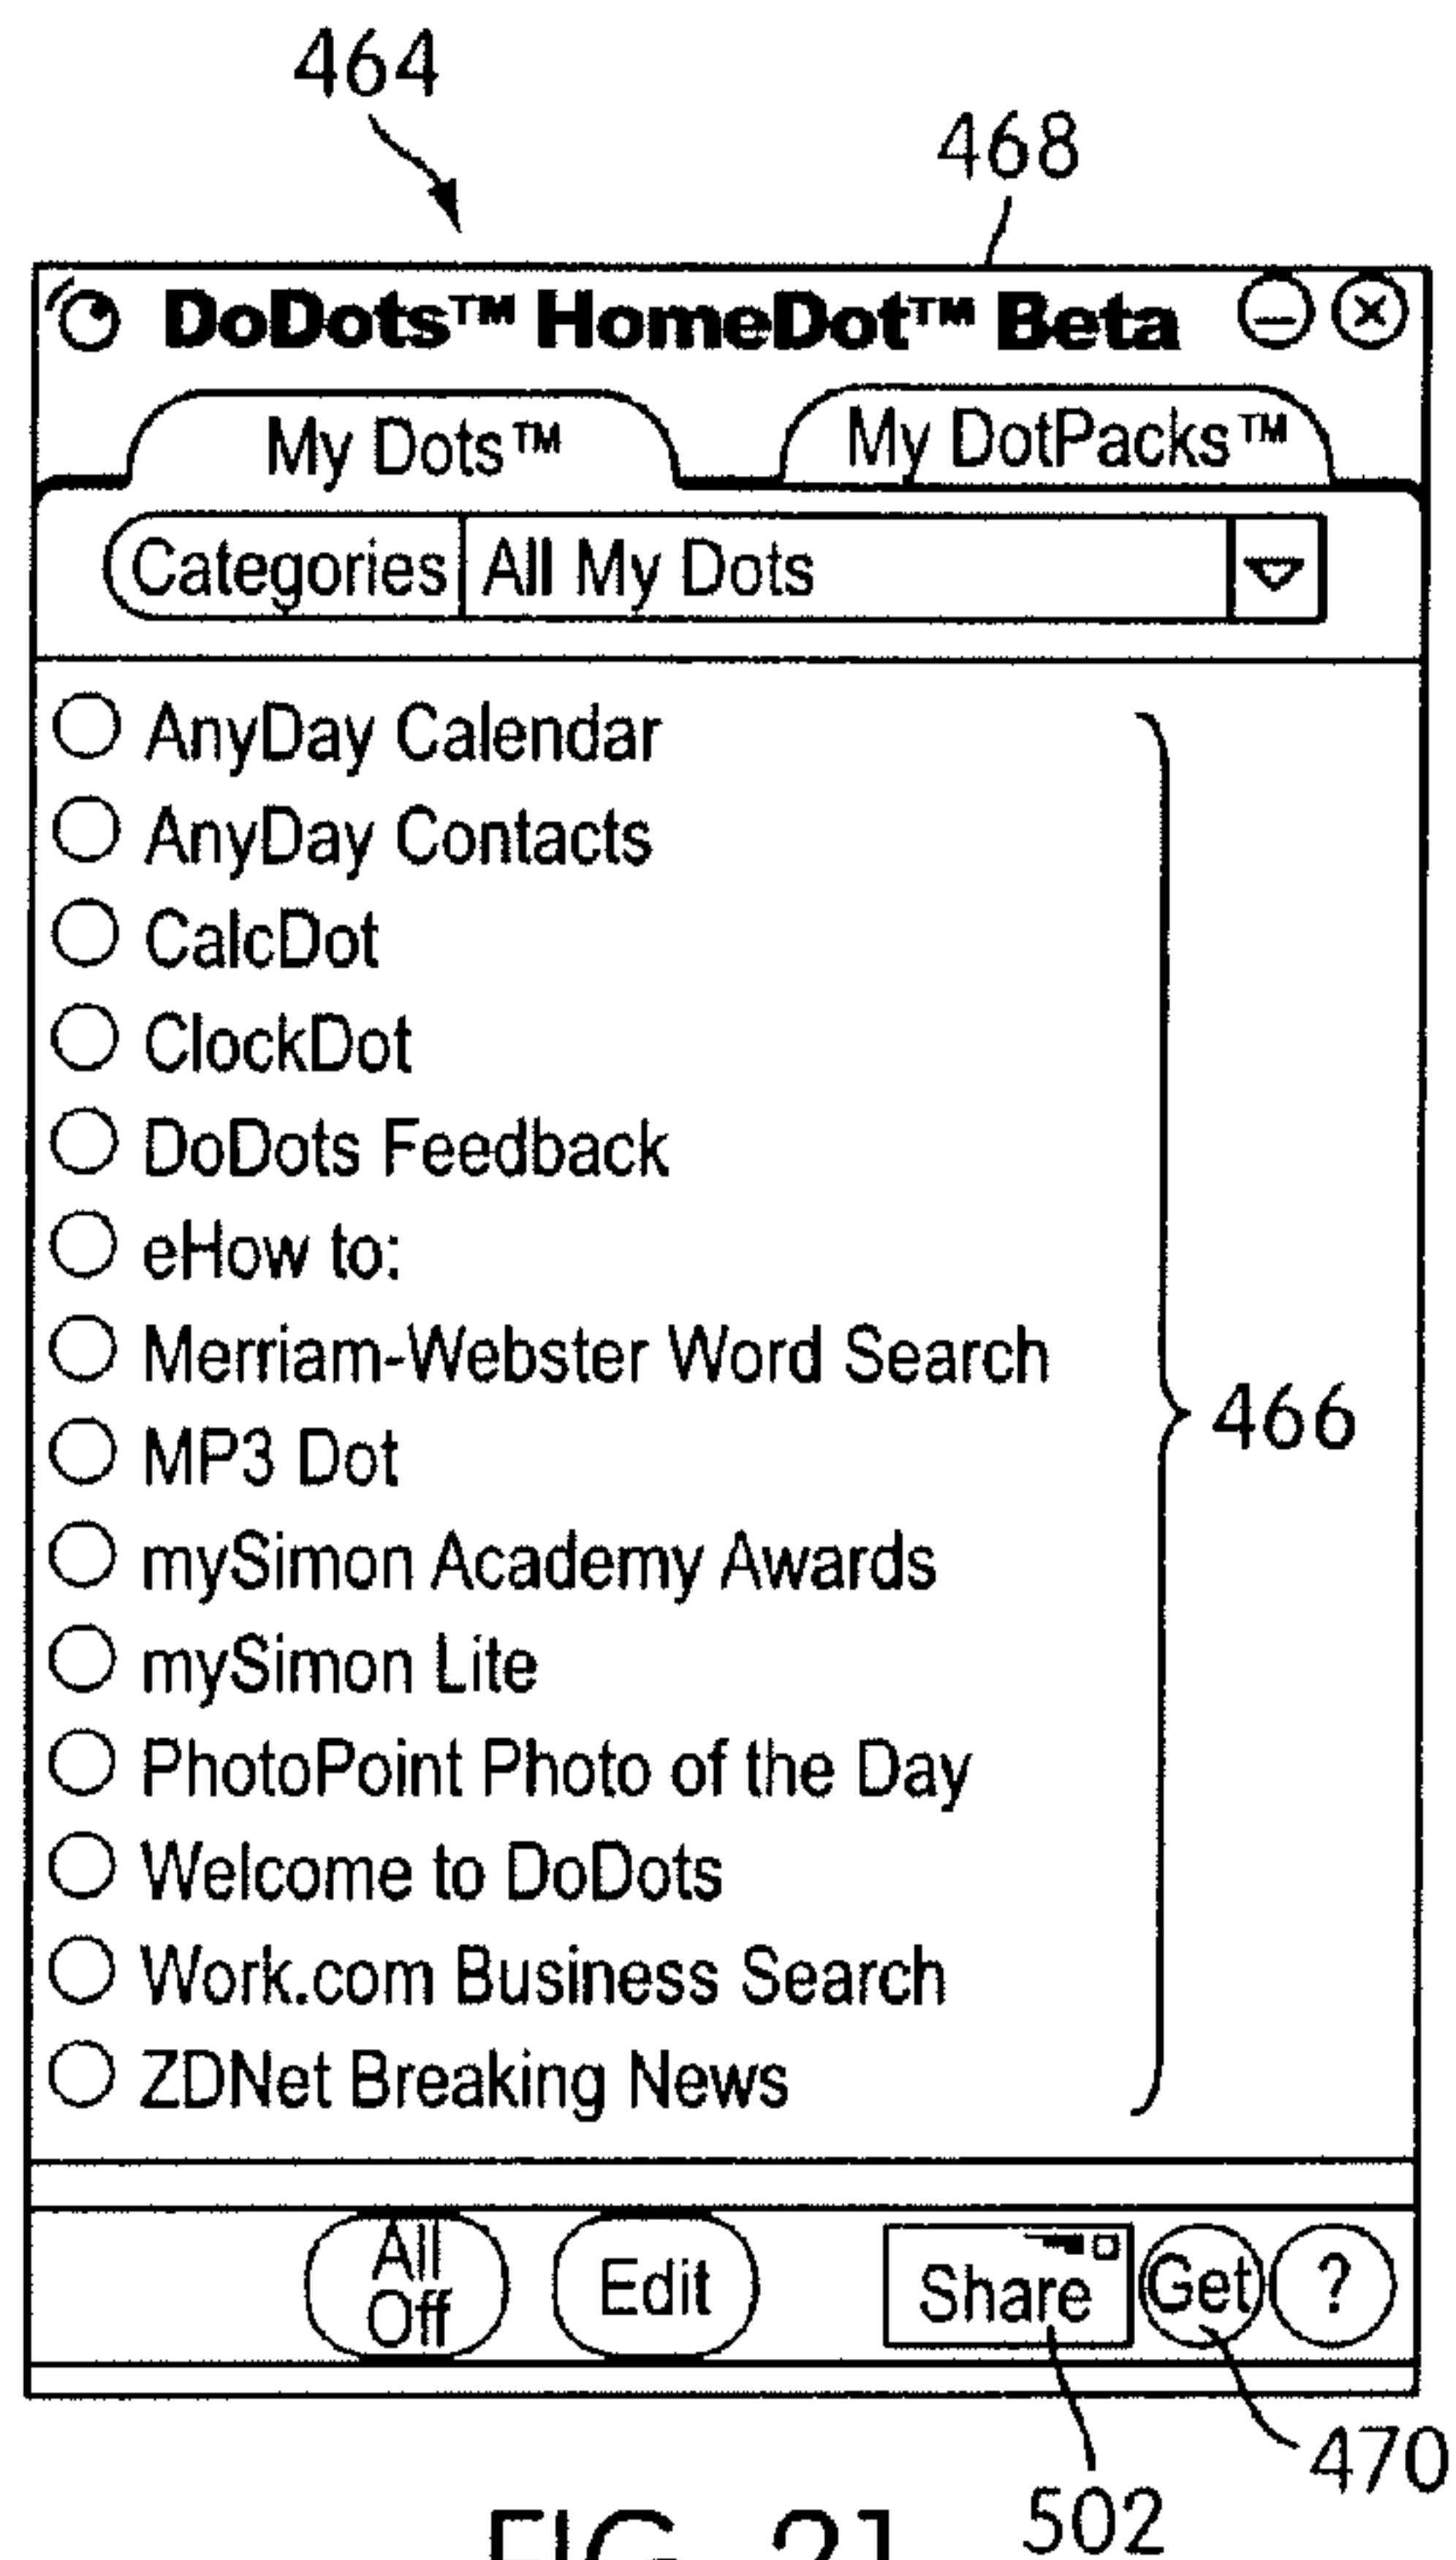 464
468
DoDots™ HomeDot™ Beta
My Dots™ My DotPacks™
Categories All My Dots
AnyDay Calendar
AnyDay Contacts
CalcDot
ClockDot
DoDots Feedback
eHow to:
Merriam-Webster Word Search
466
MP3 Dot
mySimon Academy Awards
mySimon Lite
PhotoPoint Photo of the Day
Welcome to DoDots
Work.com Business Search
ZDNet Breaking News
All
Off
Edit Share Get ?
470
502
FIG. 21